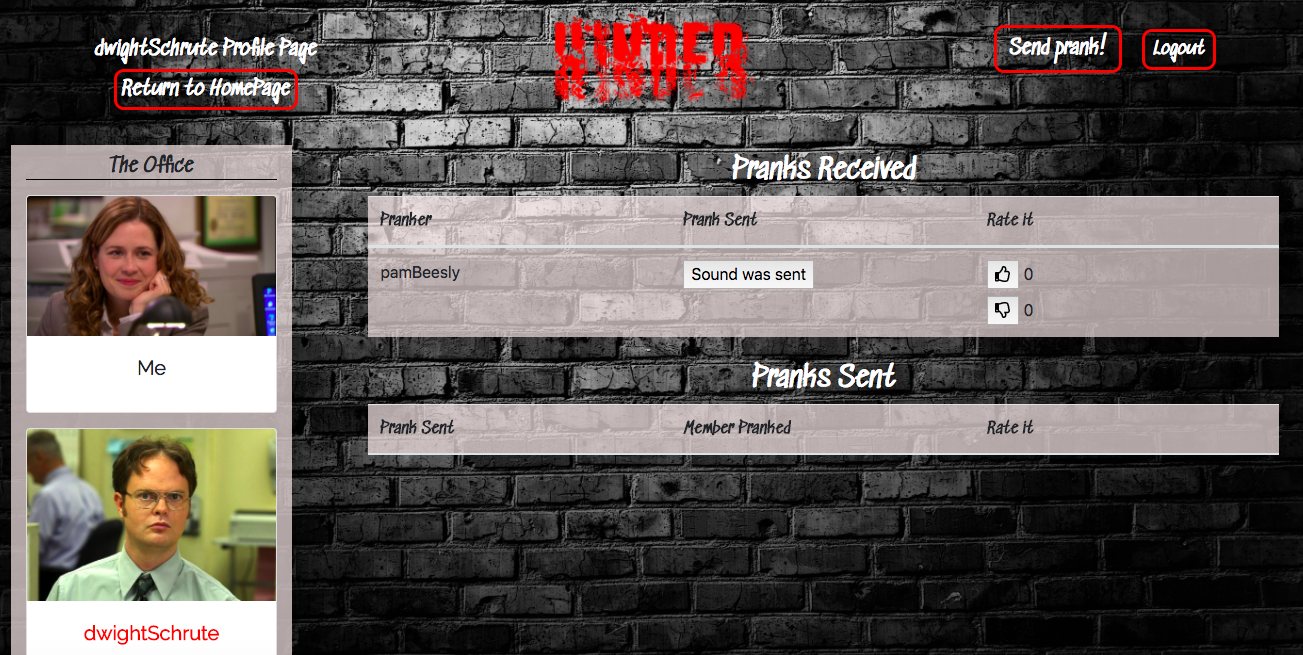 dwightSchrute Profile Page
Return to HomePage
HINDER
Send prank!
Logout
The Office
Me
dwightSchrute
Pranks Received
Pranker Prank Sent Rate It
pamBeesly Sound was sent 0
0
Pranks Sent
Prank Sent Member Pranked Rate It